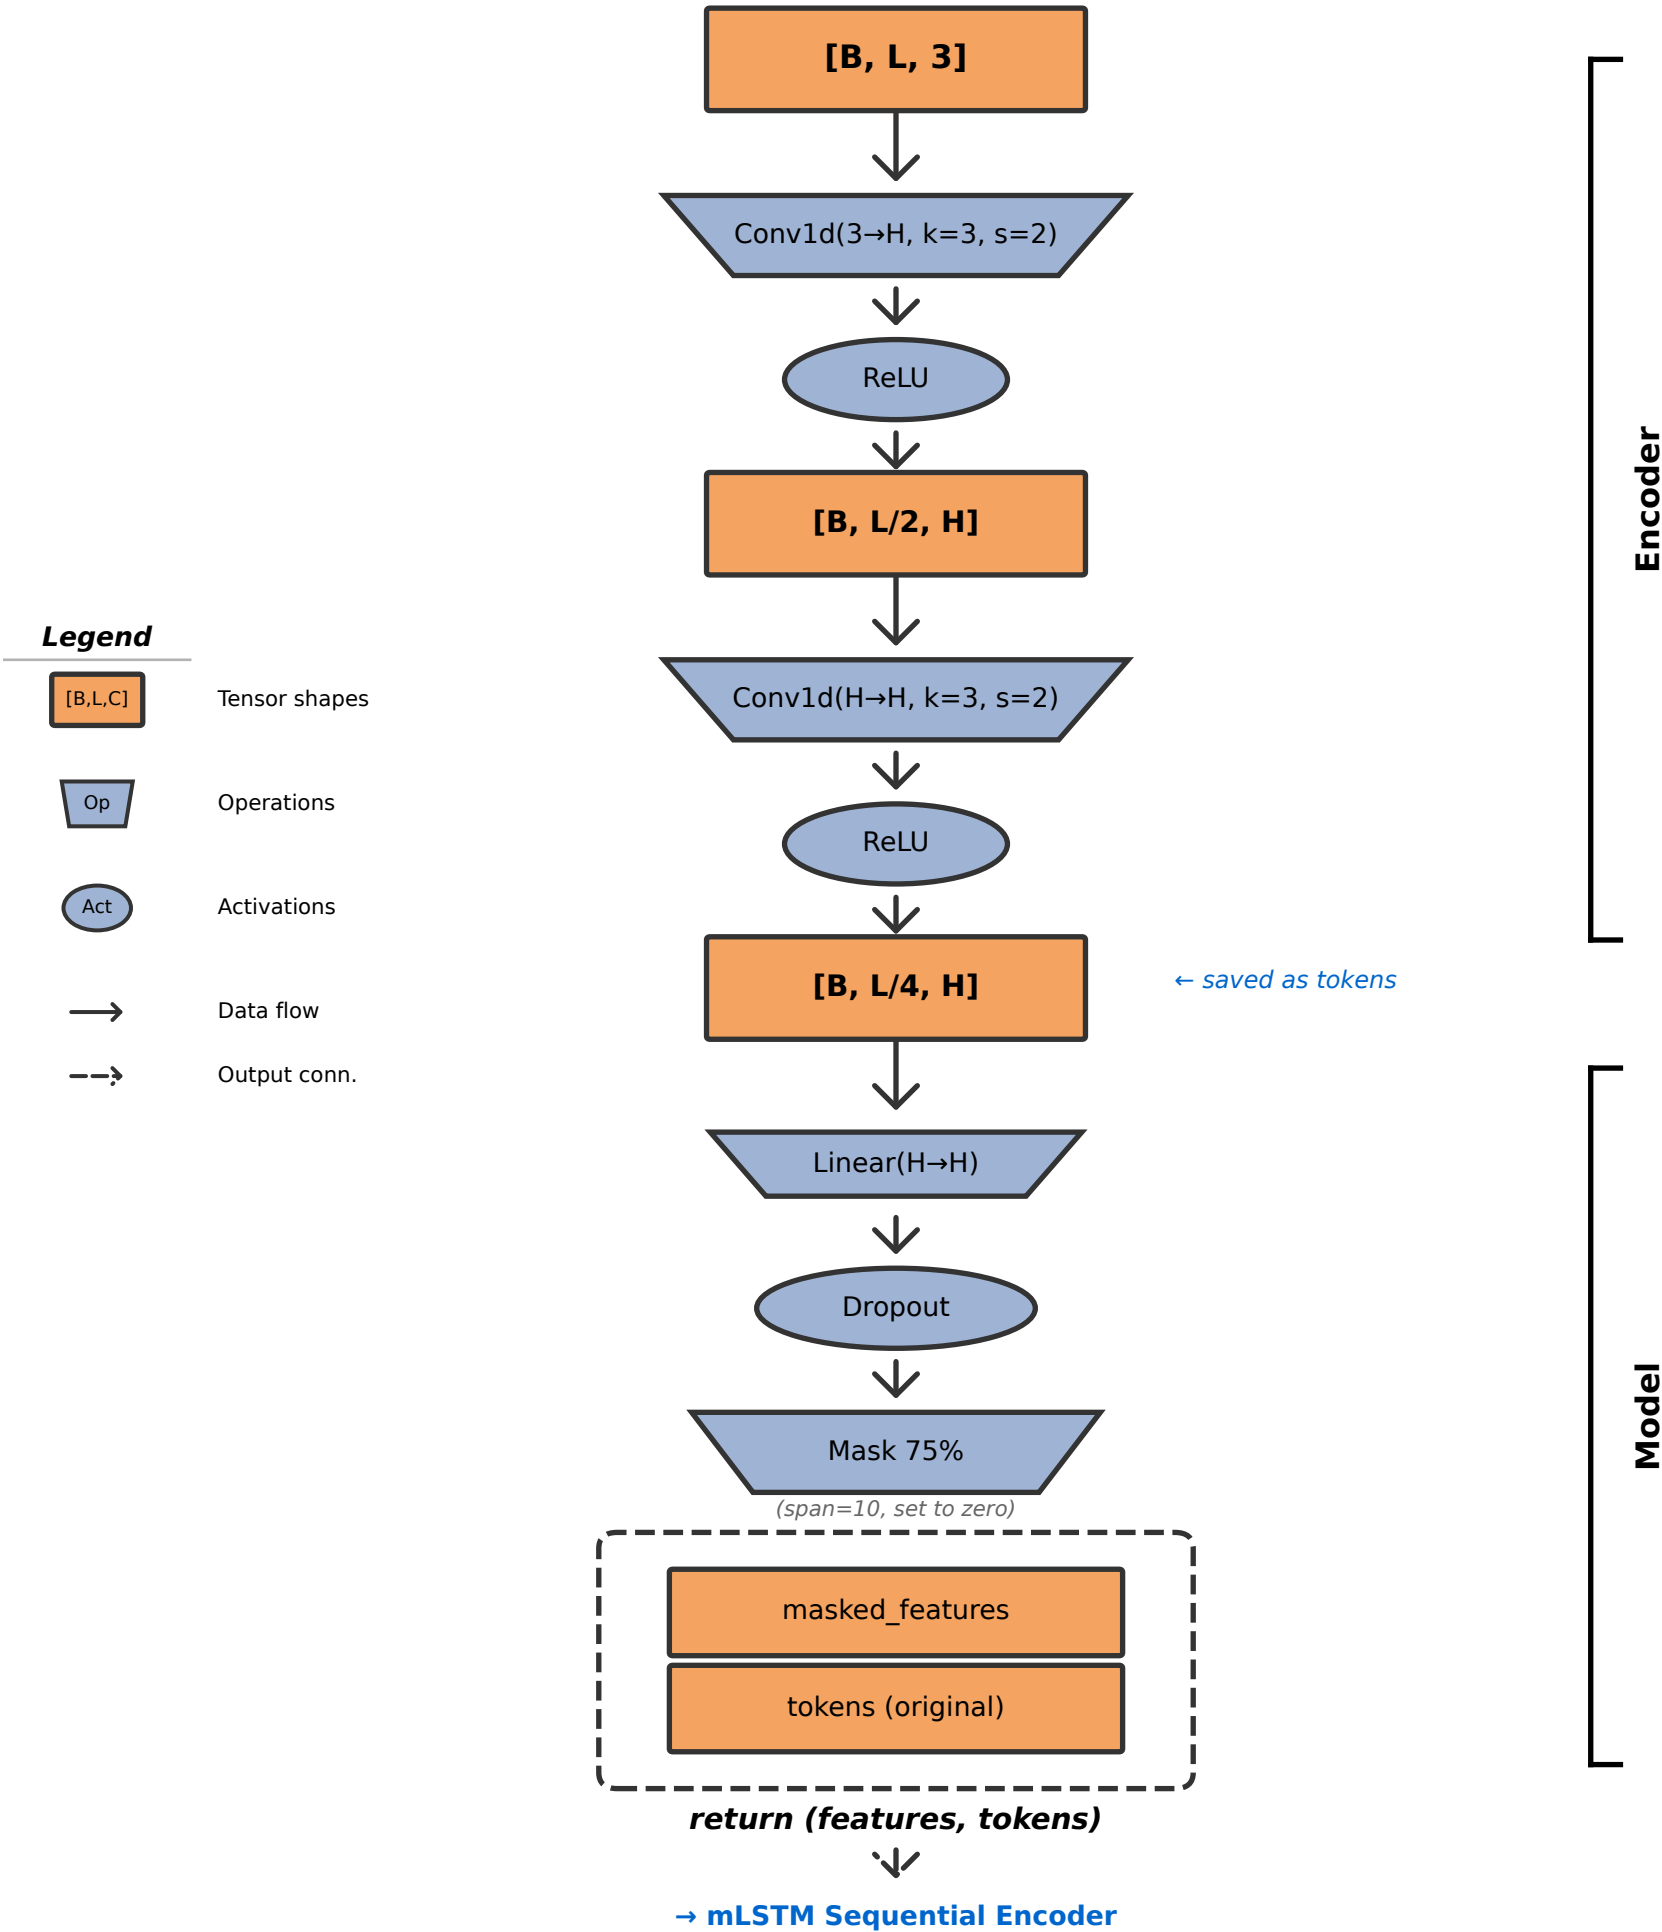 [B, L, 3]
Conv1d(3→H, k=3, s=2)
ReLU
[B, L/2, H]
Conv1d(H→H, k=3, s=2)
ReLU
[B, L/4, H]
← saved as tokens
Linear(H→H)
Dropout
Mask 75%
(span=10, set to zero)
masked_features
tokens (original)
return (features, tokens)
→ mLSTM Sequential Encoder
Encoder
Model
Legend
[B,L,C] Tensor shapes
Op Operations
Act Activations
Data flow
Output conn.